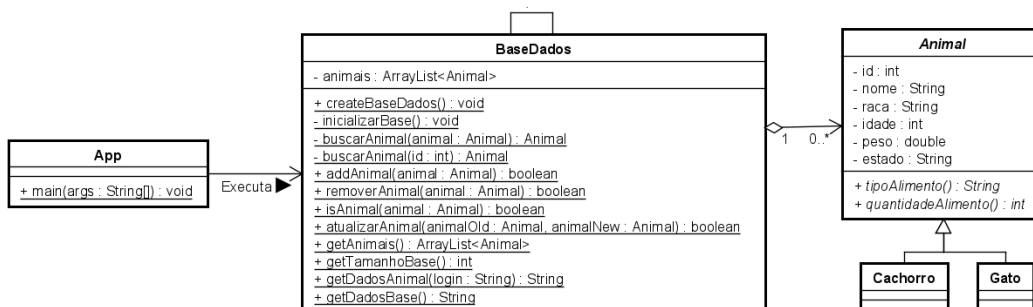 App
+ main(args : String[]) : void
Executa
BaseDados
- animais : ArrayList<Animal>
+ createBaseDados() : void
- inicializarBase() : void
- buscarAnimal(animal : Animal) : Animal
- buscarAnimal(id : int) : Animal
+ addAnimal(animal : Animal) : boolean
+ removerAnimal(animal : Animal) : boolean
+ isAnimal(animal : Animal) : boolean
+ atualizarAnimal(animalOld : Animal, animalNew : Animal) : boolean
+ getAnimais() : ArrayList<Animal>
+ getTamanhoBase() : int
+ getDadosAnimal(login : String) : String
+ getDadosBase() : String
1
0..*
Animal
- id : int
- nome : String
- raca : String
- idade : int
- peso : double
- estado : String
+ tipoAlimento() : String
+ quantidadeAlimento() : int
Cachorro
Gato